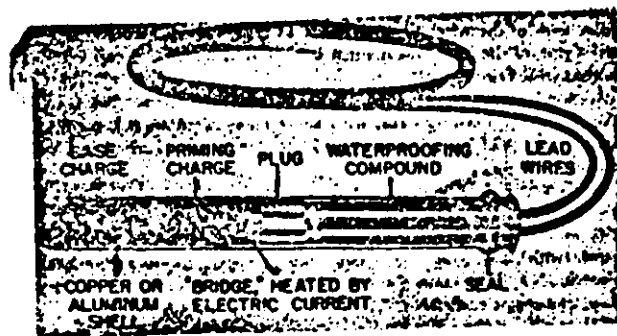 BASE
CHARGE
PRIMING
CHARGE
PLUG
WATERPROOFING
COMPOUND
LEAD
WIRES
COPPER OR
ALUMINUM
SHELL
"BRIDGE," HEATED BY
ELECTRIC CURRENT
SEAL